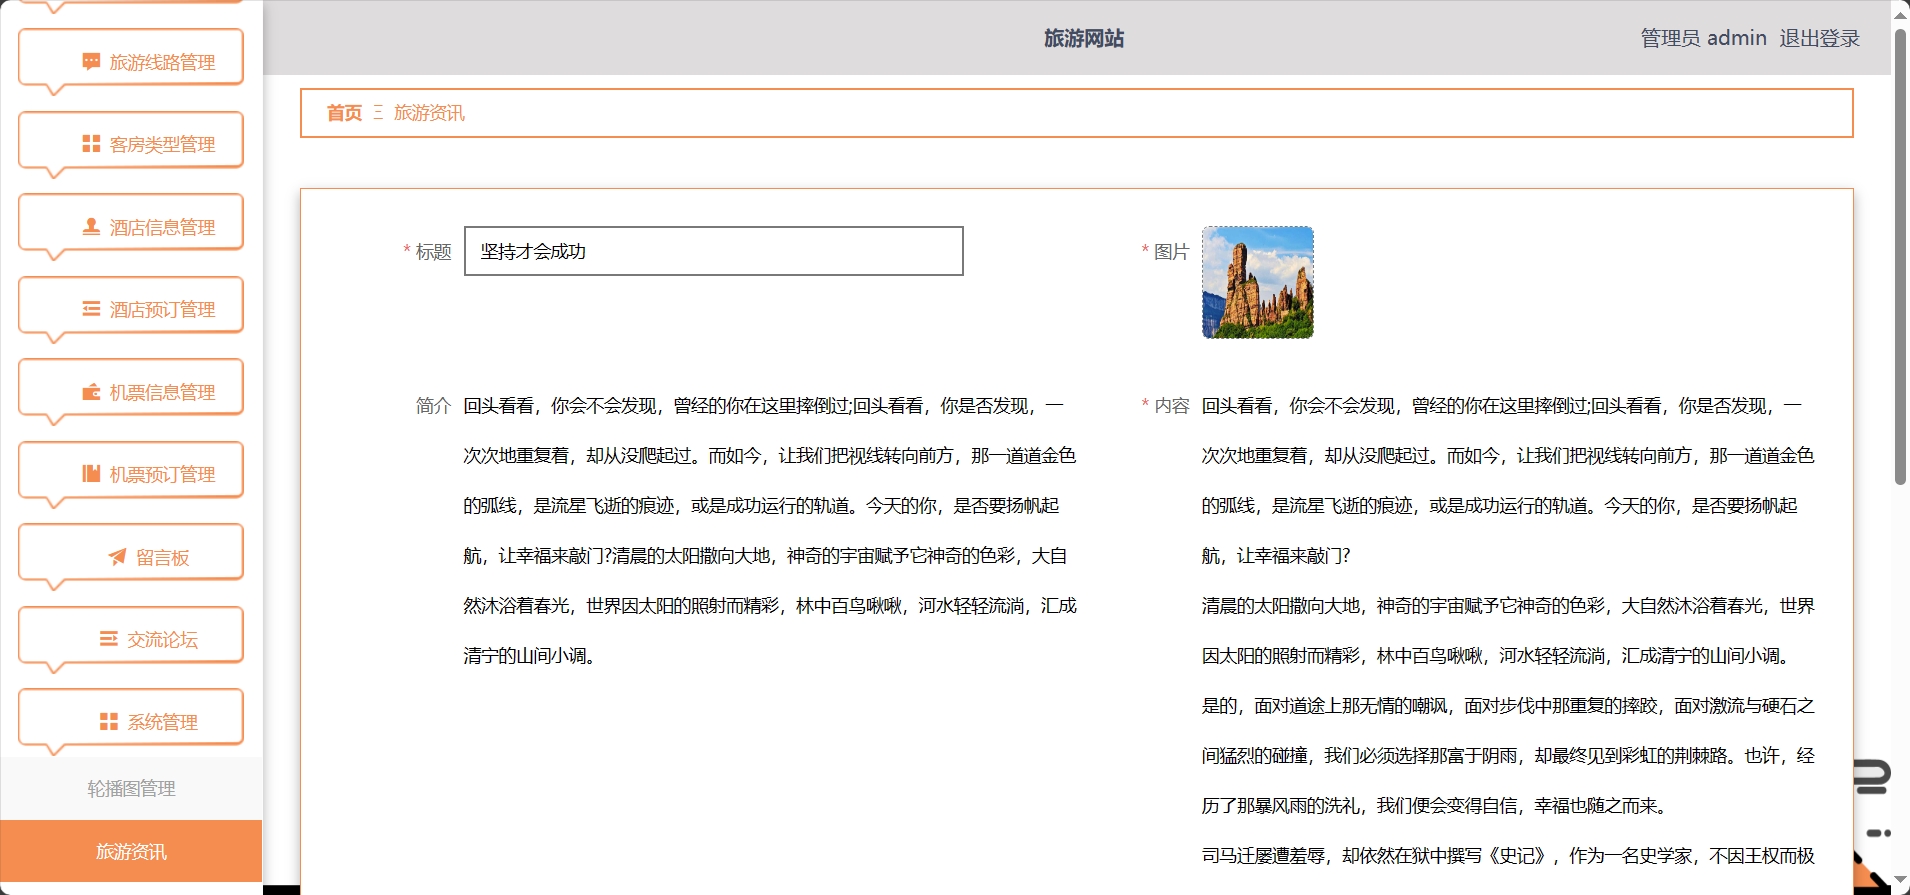 旅游网站
管理员 admin 退出登录
旅游线路管理
客房类型管理
酒店信息管理
酒店预订管理
机票信息管理
机票预订管理
留言板
交流论坛
系统管理
轮播图管理
旅游资讯
首页 Ξ 旅游资讯
* 标题 坚持才会成功
* 图片
简介 回头看看，你会不会发现，曾经的你在这里摔倒过;回头看看，你是否发现，一
次次地重复着，却从没爬起过。而如今，让我们把视线转向前方，那一道道金色
的弧线，是流星飞逝的痕迹，或是成功运行的轨道。今天的你，是否要扬帆起
航，让幸福来敲门?清晨的太阳撒向大地，神奇的宇宙赋予它神奇的色彩，大自
然沐浴着春光，世界因太阳的照射而精彩，林中百鸟啾啾，河水轻轻流淌，汇成
清宁的山间小调。
* 内容 回头看看，你会不会发现，曾经的你在这里摔倒过;回头看看，你是否发现，一
次次地重复着，却从没爬起过。而如今，让我们把视线转向前方，那一道道金色
的弧线，是流星飞逝的痕迹，或是成功运行的轨道。今天的你，是否要扬帆起
航，让幸福来敲门?
清晨的太阳撒向大地，神奇的宇宙赋予它神奇的色彩，大自然沐浴着春光，世界
因太阳的照射而精彩，林中百鸟啾啾，河水轻轻流淌，汇成清宁的山间小调。
是的，面对道途上那无情的嘲讽，面对步伐中那重复的摔跤，面对激流与硬石之
间猛烈的碰撞，我们必须选择那富于阴雨，却最终见到彩虹的荆棘路。也许，经
历了那暴风雨的洗礼，我们便会变得自信，幸福也随之而来。
司马迁屡遭羞辱，却依然在狱中撰写《史记》，作为一名史学家，不因王权而极